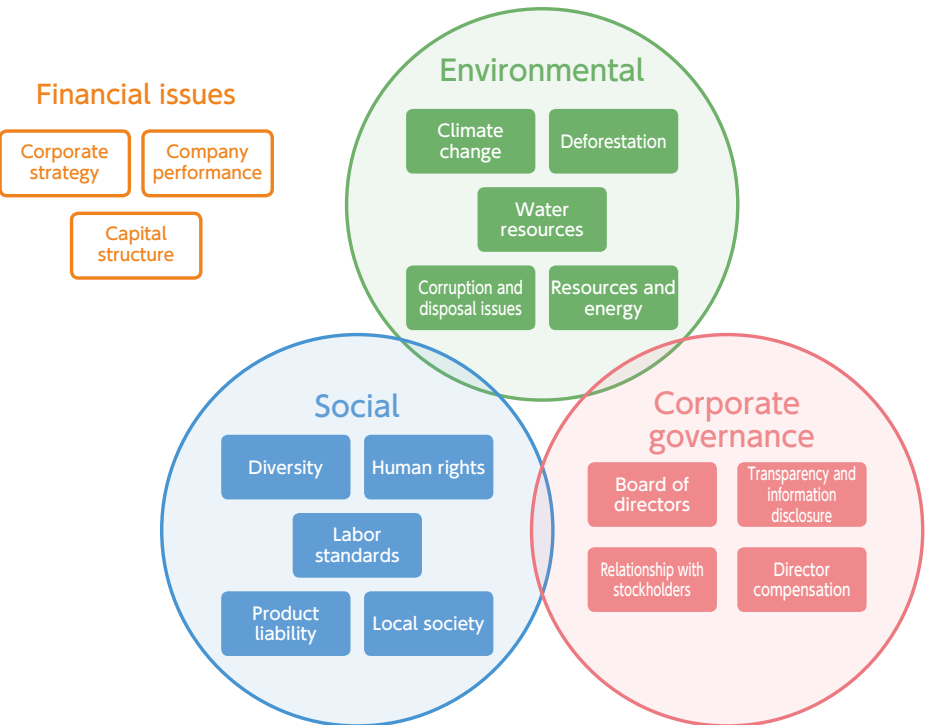 Financial issues
Corporate
strategy
Company
performance
Capital
structure
Environmental
Climate
change
Deforestation
Water
resources
Corruption and
disposal issues
Resources and
energy
Social
Diversity
Human rights
Labor
standards
Product
liability
Local society
Corporate
governance
Board of
directors
Transparency and
information
disclosure
Relationship with
stockholders
Director
compensation